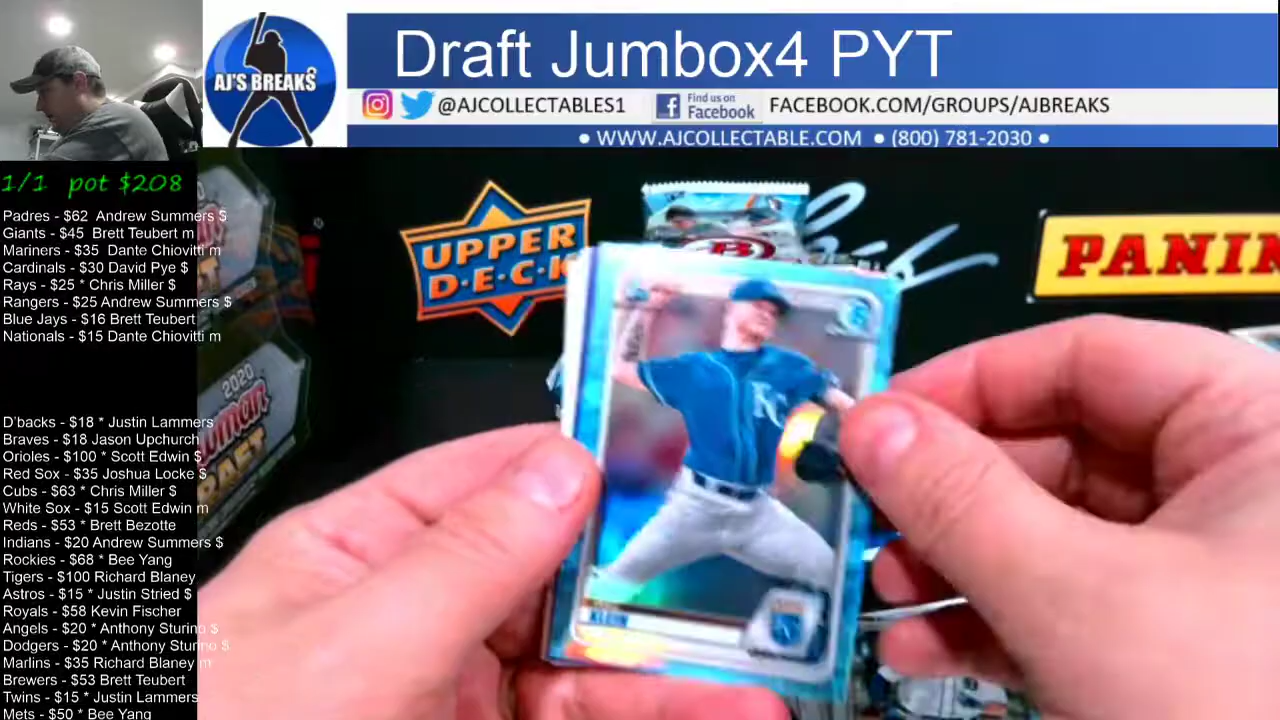 Draft Jumbox4 PYT
AJ'S BREAKS
@AJCOLLECTABLES1
Find us on
Facebook
FACEBOOK.COM/GROUPS/AJBREAKS
● WWW.AJCOLLECTABLE.COM ● (800) 781-2030 ●
1/1 pot $208
Padres - $62 Andrew Summers $
Giants - $45 Brett Teubert m
Mariners - $35 Dante Chiovitti m
Cardinals - $30 David Pye $
Rays - $25 * Chris Miller $
Rangers - $25 Andrew Summers $
Blue Jays - $16 Brett Teubert
Nationals - $15 Dante Chiovitti m
D'backs - $18 * Justin Lammers
Braves - $18 Jason Upchurch
Orioles - $100 * Scott Edwin $
Red Sox - $35 Joshua Locke $
Cubs - $63 * Chris Miller $
White Sox - $15 Scott Edwin m
Reds - $53 * Brett Bezotte
Indians - $20 Andrew Summers $
Rockies - $68 * Bee Yang
Tigers - $100 Richard Blaney
Astros - $15 * Justin Stried $
Royals - $58 Kevin Fischer
Angels - $20 * Anthony Sturino $
Dodgers - $20 * Anthony Sturino $
Marlins - $35 Richard Blaney m
Brewers - $53 Brett Teubert
Twins - $15 * Justin Lammers
Mets - $50 * Bee Yang
UPPER
D·E·C·K
B
PANINI
2020
DRAFT
KC